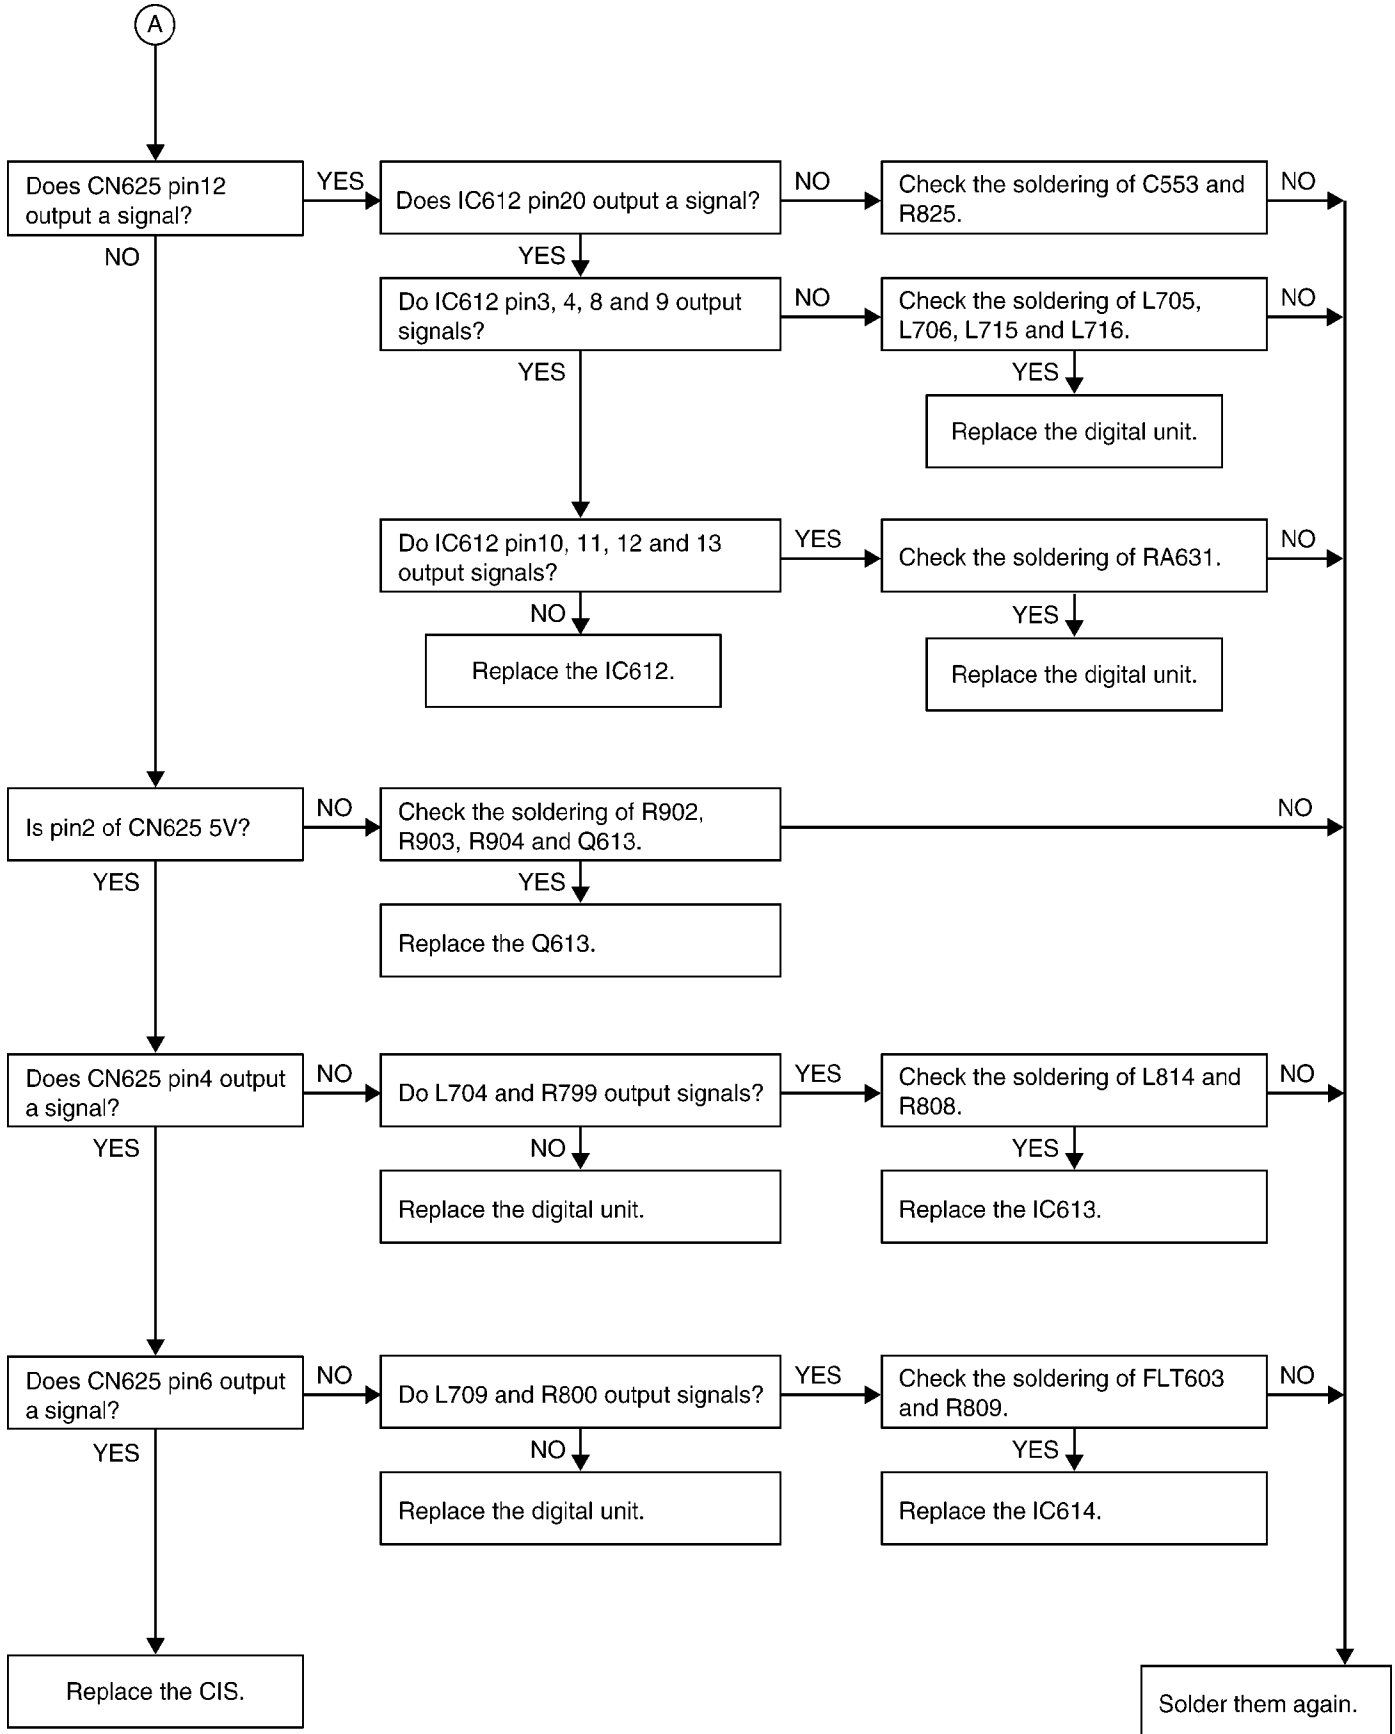 A
Does CN625 pin12
output a signal?
YES
Does IC612 pin20 output a signal?
NO
Check the soldering of C553 and
R825.
NO
NO
YES
Do IC612 pin3, 4, 8 and 9 output
signals?
NO
Check the soldering of L705,
L706, L715 and L716.
NO
YES
YES
Replace the digital unit.
Do IC612 pin10, 11, 12 and 13
output signals?
YES
Check the soldering of RA631.
NO
NO
YES
Replace the IC612.
Replace the digital unit.
Is pin2 of CN625 5V?
NO
Check the soldering of R902,
R903, R904 and Q613.
NO
YES
YES
Replace the Q613.
Does CN625 pin4 output
a signal?
NO
Do L704 and R799 output signals?
YES
Check the soldering of L814 and
R808.
NO
YES
NO
YES
Replace the digital unit.
Replace the IC613.
Does CN625 pin6 output
a signal?
NO
Do L709 and R800 output signals?
YES
Check the soldering of FLT603
and R809.
NO
YES
NO
YES
Replace the digital unit.
Replace the IC614.
Replace the CIS.
Solder them again.